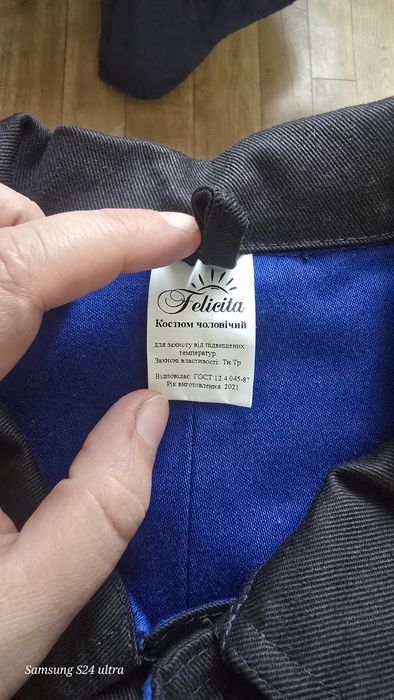 Felicita
Костюм чоловічий
для захисту від підвищених
температур
Захисні властивості: Ти Тр
Відповідає: ГОСТ 12.4.045-87
Рік виготовлення: 2021
Samsung S24 ultra